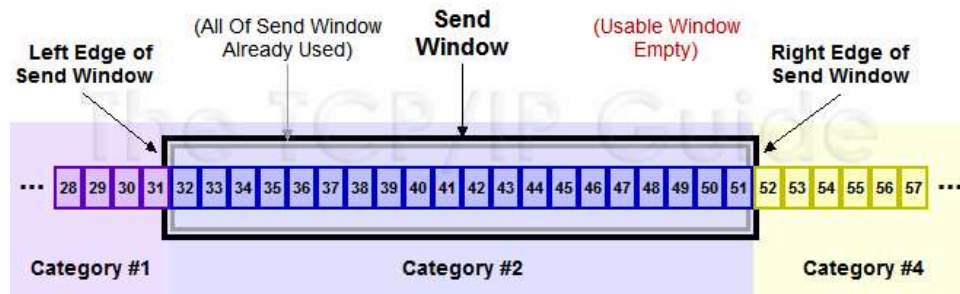 (All Of Send Window
Already Used)
Send
Window
(Usable Window
Empty)
Left Edge of
Send Window
Right Edge of
Send Window
The TCP/IP Guide
... 28 29 30 31 32 33 34 35 36 37 38 39 40 41 42 43 44 45 46 47 48 49 50 51 52 53 54 55 56 57 ...
Category #1 Category #2 Category #4